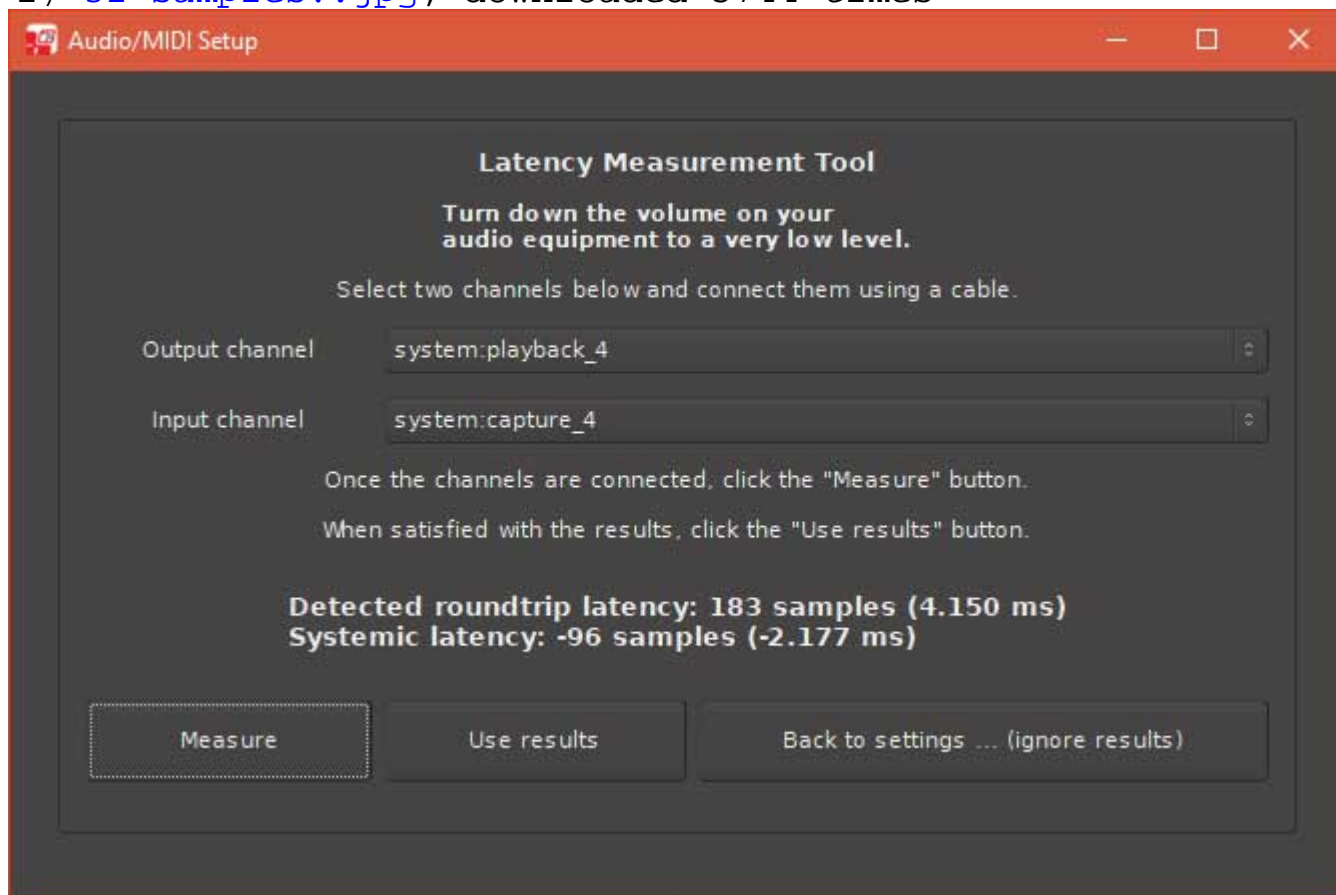 Audio/MIDI Setup
Latency Measurement Tool
Turn down the volume on your
audio equipment to a very low level.
Select two channels below and connect them using a cable.
Output channel system:playback_4
Input channel system:capture_4
Once the channels are connected, click the "Measure" button.
When satisfied with the results, click the "Use results" button.
Detected roundtrip latency: 183 samples (4.150 ms)
Systemic latency: -96 samples (-2.177 ms)
Measure Use results Back to settings ... (ignore results)